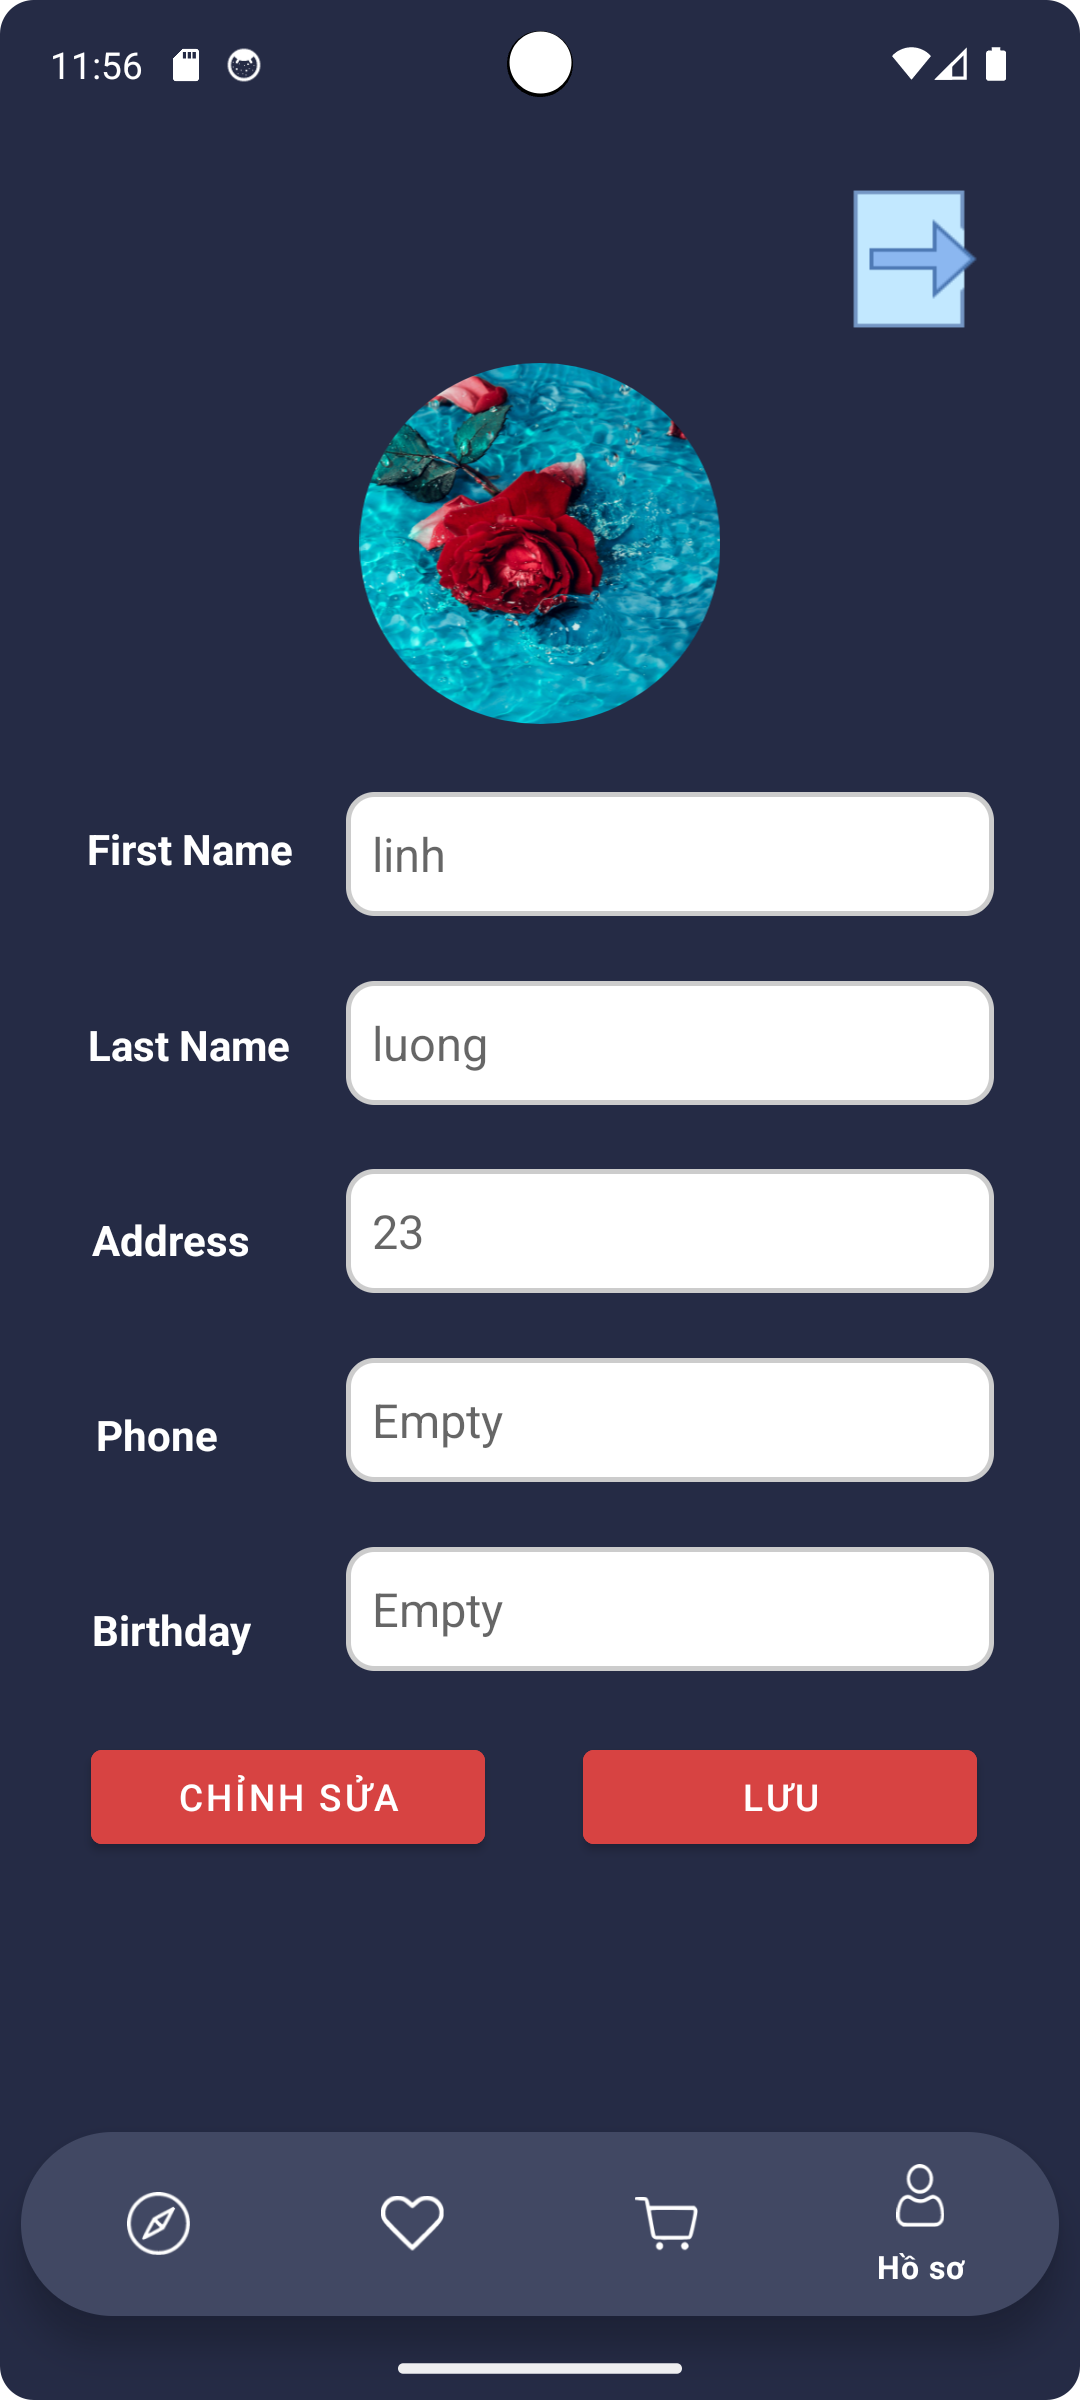 11:56
First Name
linh
Last Name
luong
Address
23
Phone
Empty
Birthday
Empty
CHỈNH SỬA
LƯU
Hồ sơ